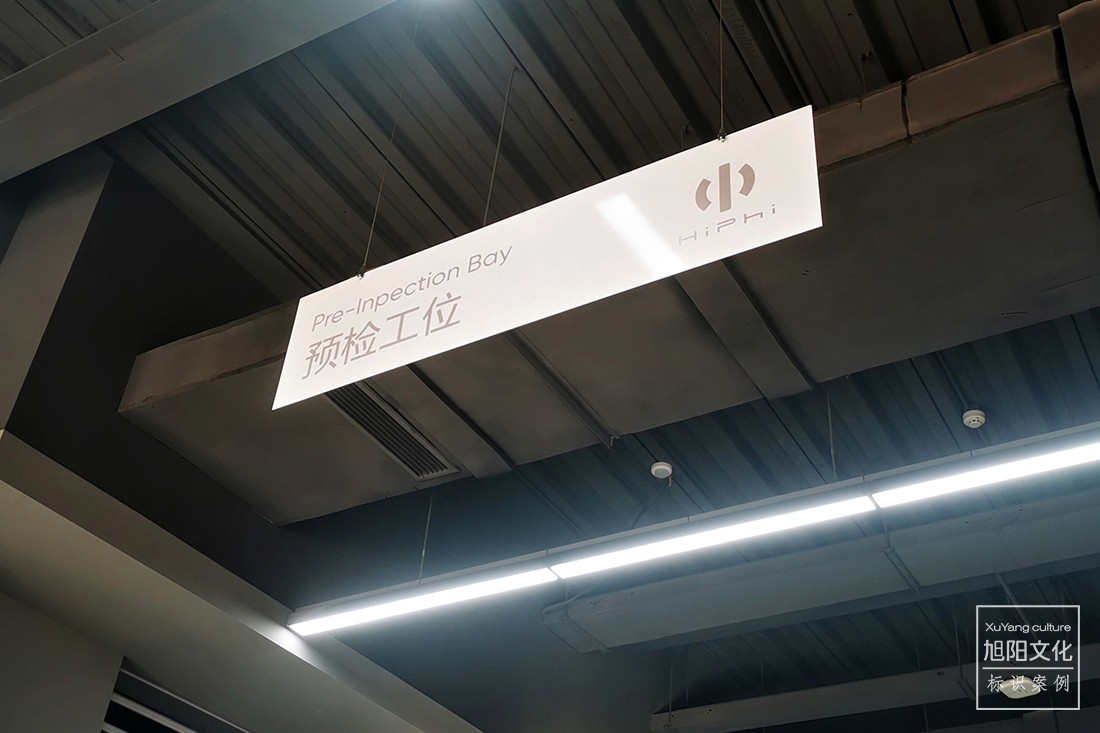 Pre-Inpection Bay
预检工位
HiPhi
XuYang culture
旭阳文化
标识案例